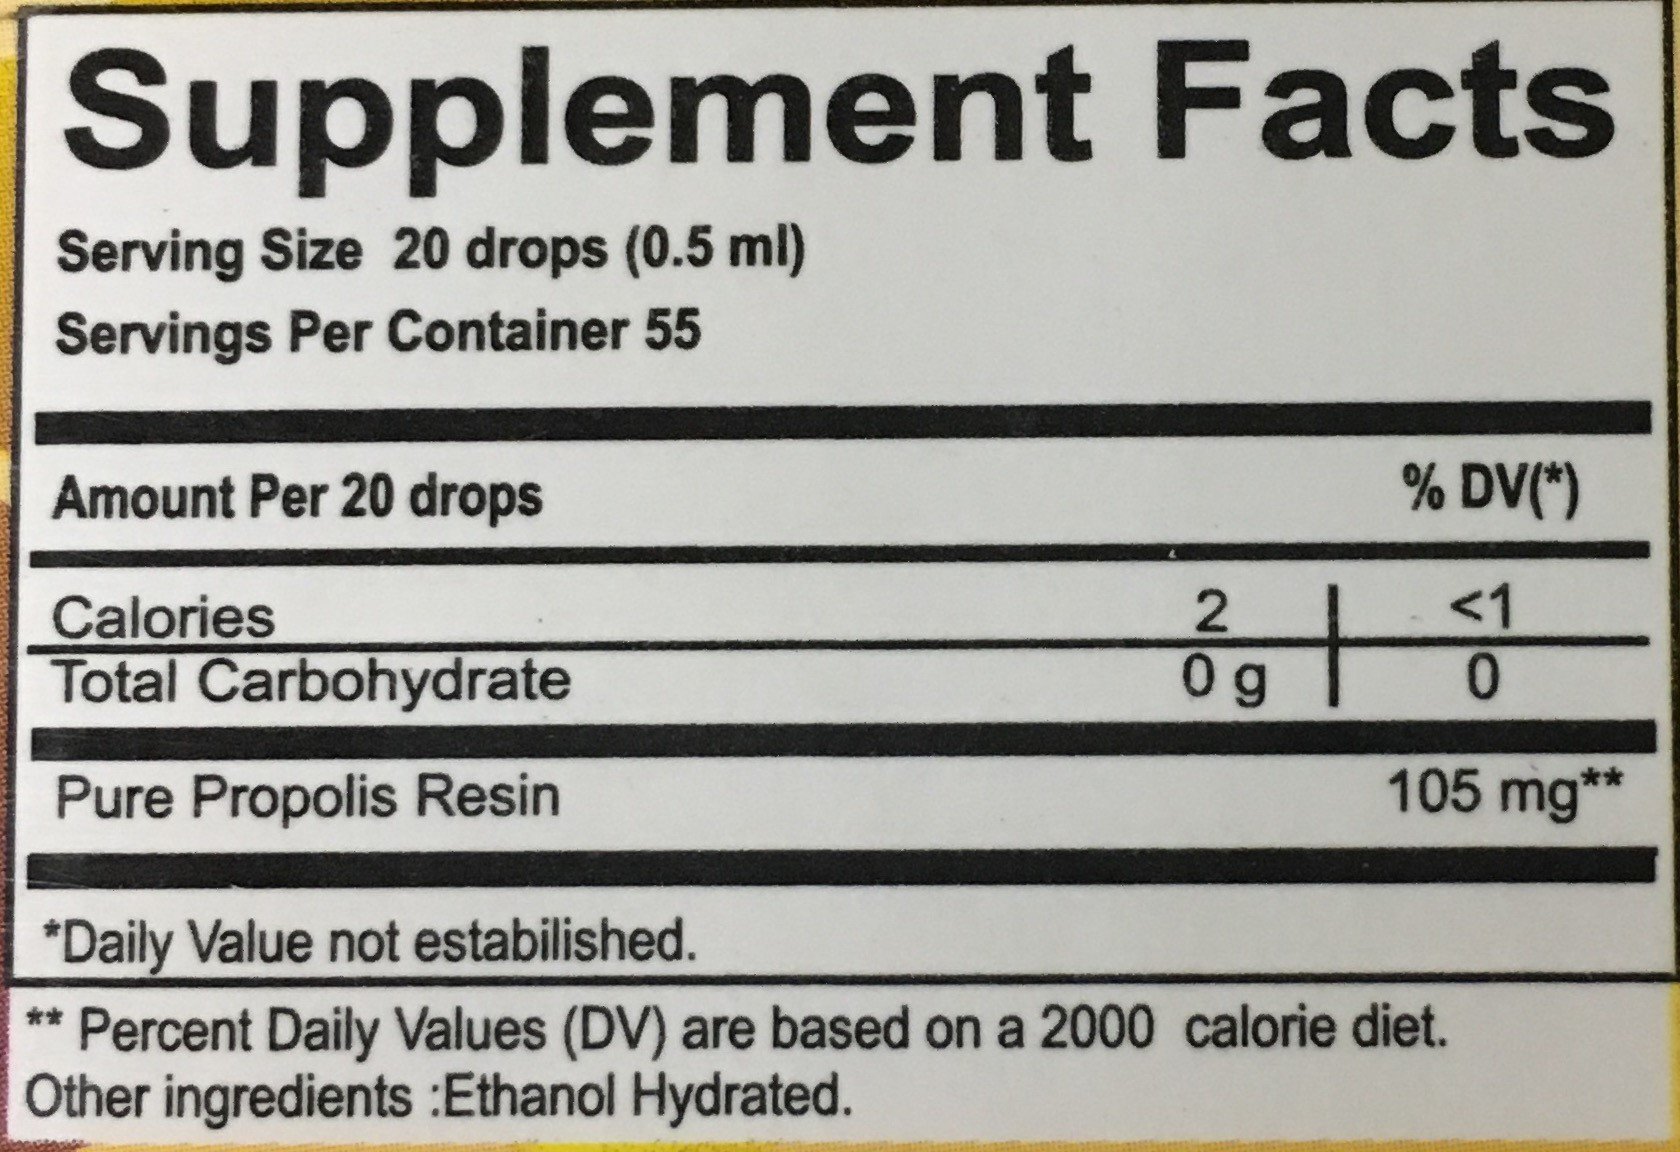 Supplement Facts
Serving Size 20 drops (0.5 ml)
Servings Per Container 55
Amount Per 20 drops % DV(*)
Calories 2 <1
Total Carbohydrate 0 g 0
Pure Propolis Resin 105 mg**
*Daily Value not estabilished.
** Percent Daily Values (DV) are based on a 2000 calorie diet.
Other ingredients :Ethanol Hydrated.